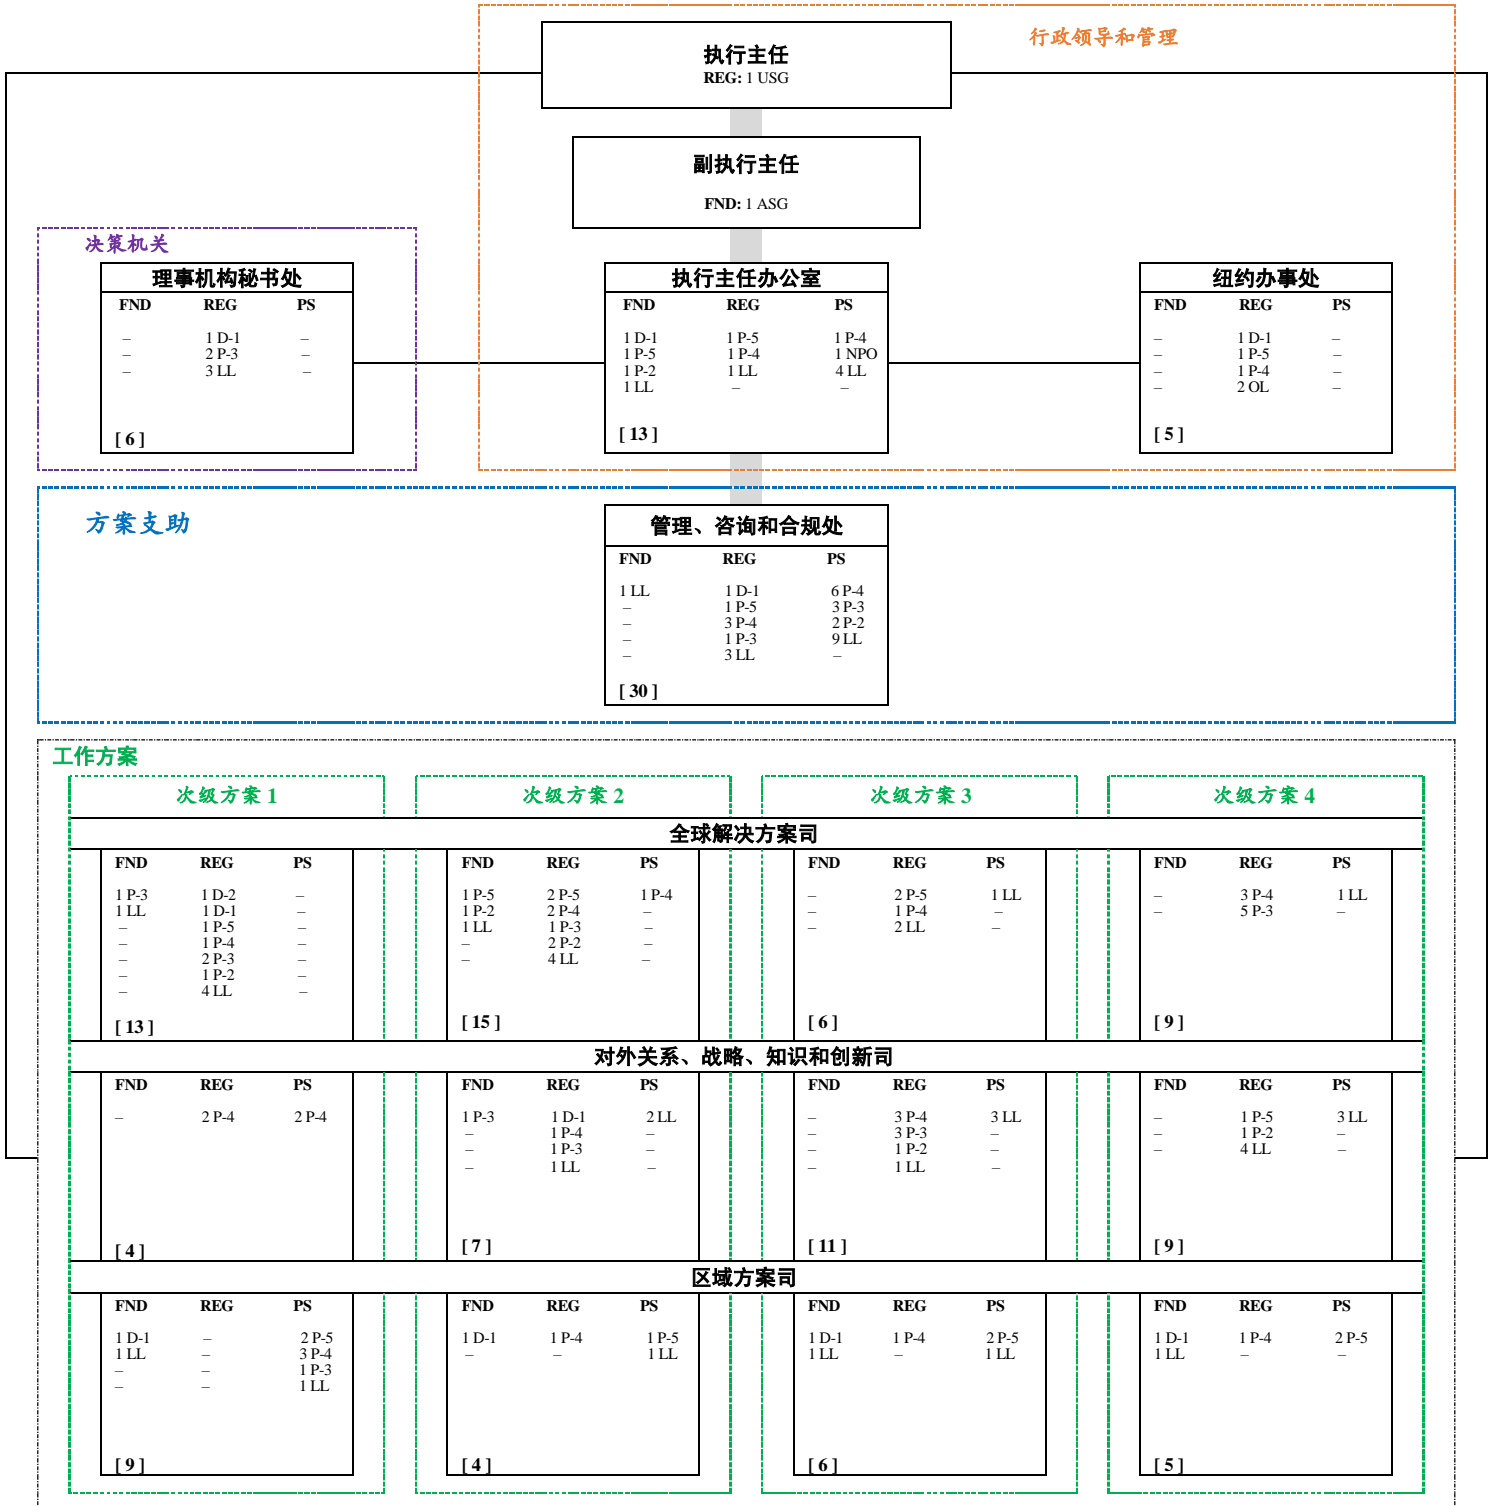 行政领导和管理
执行主任
REG: 1 USG
副执行主任
FND: 1 ASG
决策机关
理事机构秘书处
FND REG PS
– 1 D-1 –
– 2 P-3 –
– 3 LL –
[ 6 ]
执行主任办公室
FND REG PS
1 D-1 1 P-5 1 P-4
1 P-5 1 P-4 1 NPO
1 P-2 1 LL 4 LL
1 LL – –
[ 13 ]
纽约办事处
FND REG PS
– 1 D-1 –
– 1 P-5 –
– 1 P-4 –
– 2 OL –
[ 5 ]
方案支助
管理、咨询和合规处
FND REG PS
1 LL 1 D-1 6 P-4
– 1 P-5 3 P-3
– 3 P-4 2 P-2
– 1 P-3 9 LL
– 3 LL –
[ 30 ]
工作方案
次级方案 1
次级方案 2
次级方案 3
次级方案 4
全球解决方案司
FND REG PS
1 P-3 1 D-2 –
1 LL 1 D-1 –
– 1 P-5 –
– 1 P-4 –
– 2 P-3 –
– 1 P-2 –
– 4 LL –
[ 13 ]
FND REG PS
1 P-5 2 P-5 1 P-4
1 P-2 2 P-4 –
1 LL 1 P-3 –
– 2 P-2 –
– 4 LL –
[ 15 ]
FND REG PS
– 2 P-5 1 LL
– 1 P-4 –
– 2 LL –
[ 6 ]
FND REG PS
– 3 P-4 1 LL
– 5 P-3 –
[ 9 ]
对外关系、战略、知识和创新司
FND REG PS
– 2 P-4 2 P-4
[ 4 ]
FND REG PS
1 P-3 1 D-1 2 LL
– 1 P-4 –
– 1 P-3 –
– 1 LL –
[ 7 ]
FND REG PS
– 3 P-4 3 LL
– 3 P-3 –
– 1 P-2 –
– 1 LL –
[ 11 ]
FND REG PS
– 1 P-5 3 LL
– 1 P-2 –
– 4 LL –
[ 9 ]
区域方案司
FND REG PS
1 D-1 – 2 P-5
1 LL – 3 P-4
– – 1 P-3
– – 1 LL
[ 9 ]
FND REG PS
1 D-1 1 P-4 1 P-5
– – 1 LL
[ 4 ]
FND REG PS
1 D-1 1 P-4 2 P-5
1 LL – 1 LL
[ 6 ]
FND REG PS
1 D-1 1 P-4 2 P-5
1 LL – –
[ 5 ]